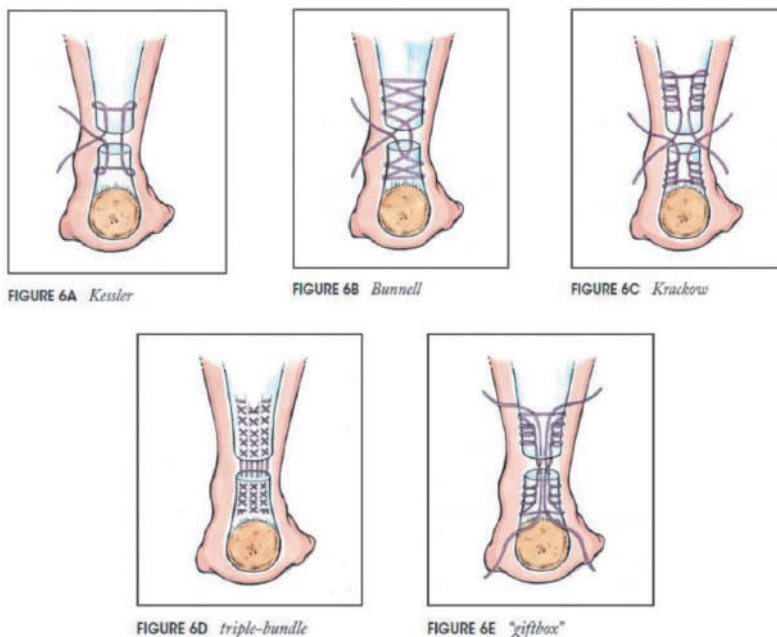 FIGURE 6A Kessler
FIGURE 6B Bunnell
FIGURE 6C Krackow
FIGURE 6D triple-bundle
FIGURE 6E "giftbox"